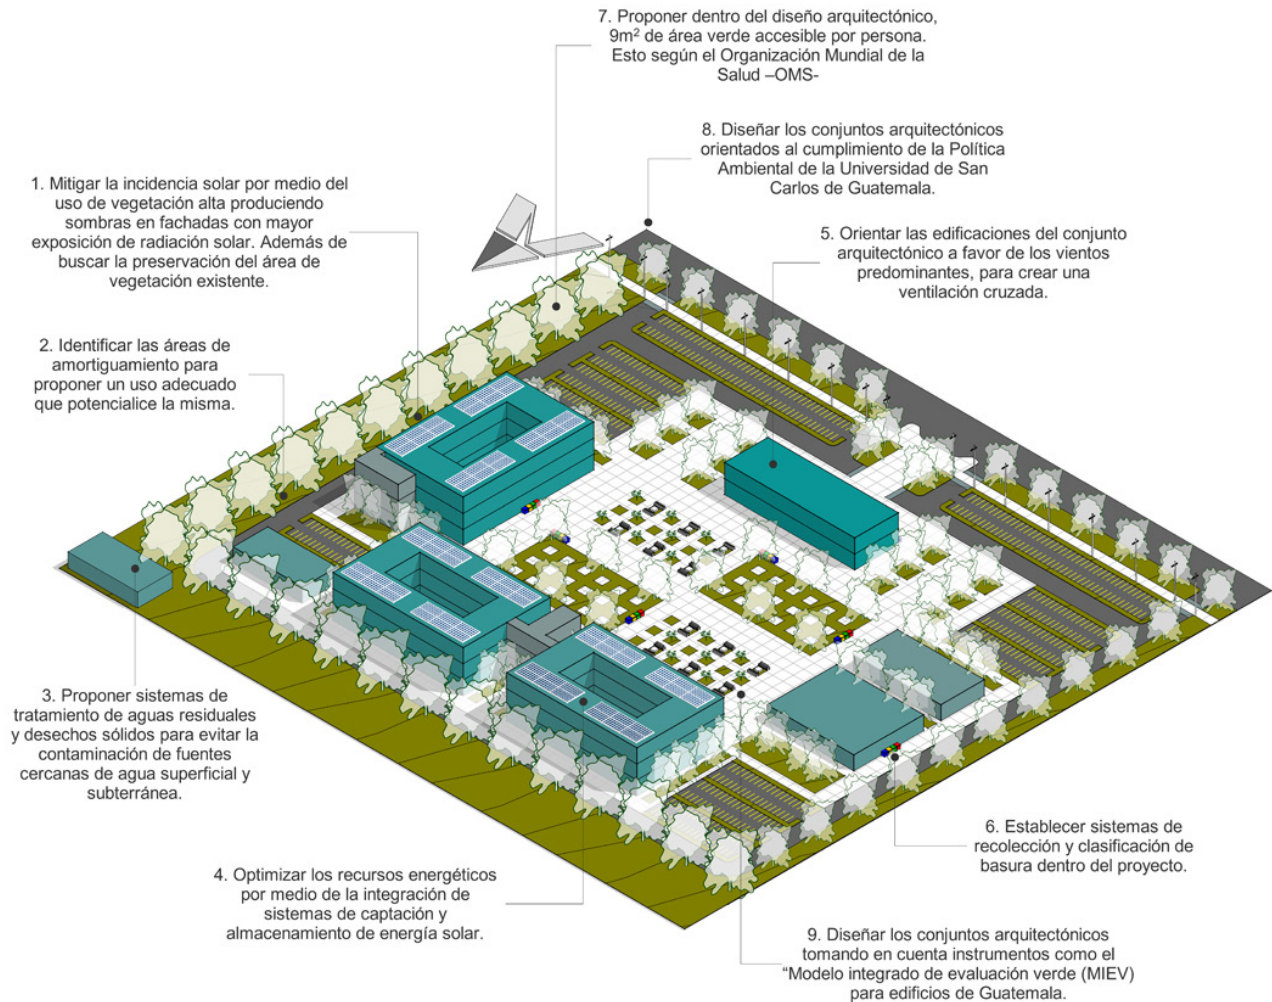 7. Proponer dentro del diseño arquitectónico,
9m² de área verde accesible por persona.
Esto según el Organización Mundial de la
Salud –OMS-
8. Diseñar los conjuntos arquitectónicos
orientados al cumplimiento de la Política
Ambiental de la Universidad de San
Carlos de Guatemala.
1. Mitigar la incidencia solar por medio del
uso de vegetación alta produciendo
sombras en fachadas con mayor
exposición de radiación solar. Además de
buscar la preservación del área de
vegetación existente.
5. Orientar las edificaciones del conjunto
arquitectónico a favor de los vientos
predominantes, para crear una
ventilación cruzada.
2. Identificar las áreas de
amortiguamiento para
proponer un uso adecuado
que potencialice la misma.
3. Proponer sistemas de
tratamiento de aguas residuales
y desechos sólidos para evitar la
contaminación de fuentes
cercanas de agua superficial y
subterránea.
6. Establecer sistemas de
recolección y clasificación de
basura dentro del proyecto.
4. Optimizar los recursos energéticos
por medio de la integración de
sistemas de captación y
almacenamiento de energía solar.
9. Diseñar los conjuntos arquitectónicos
tomando en cuenta instrumentos como el
“Modelo integrado de evaluación verde (MIEV)
para edificios de Guatemala.